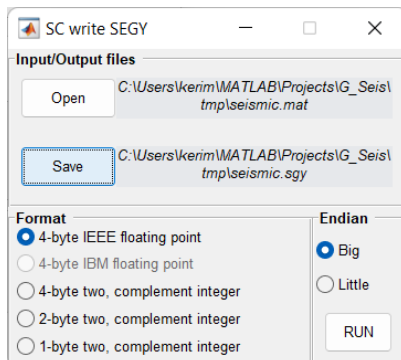 SC write SEGY
Input/Output files
Open
C:\Users\kerim\MATLAB\Projects\G_Seis\
tmp\seismic.mat
Save
C:\Users\kerim\MATLAB\Projects\G_Seis\
tmp\seismic.sgy
Format
4-byte IEEE floating point
4-byte IBM floating point
4-byte two, complement integer
2-byte two, complement integer
1-byte two, complement integer
Endian
Big
Little
RUN